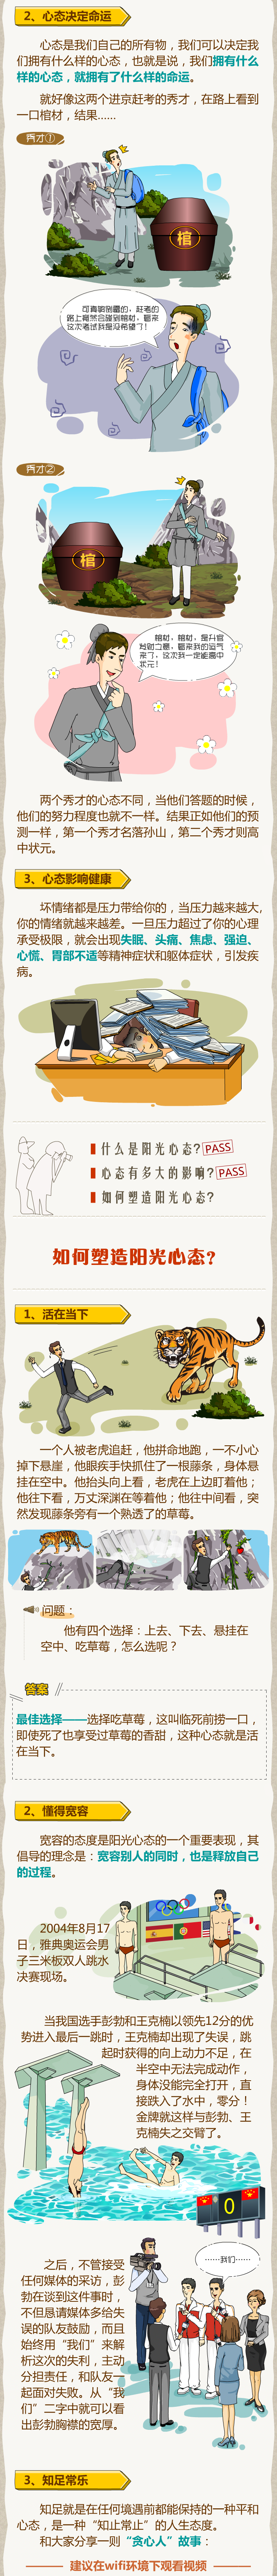 2、心态决定命运
心态是我们自己的所有物，我们可以决定我
们拥有什么样的心态，也就是说，我们拥有什么
样的心态，就拥有了什么样的命运。
就好像这两个进京赶考的秀才，在路上看到
一口棺材，结果……
秀才①
棺
可真够倒霉的，赶考的
路上竟然会碰到棺材，看来
这次考试我是没希望了！
秀才②
棺
棺材，棺材，是升官
发财之意，看来我的运气
来了，这次我一定能高中
状元！
两个秀才的心态不同，当他们答题的时候，
他们的努力程度也就不一样。结果正如他们的预
测一样，第一个秀才名落孙山，第二个秀才则高
中状元。
3、心态影响健康
坏情绪都是压力带给你的，当压力越来越大，
你的情绪就越来越差。一旦压力超过了你的心理
承受极限，就会出现失眠、头痛、焦虑、强迫、
心慌、胃部不适等精神症状和躯体症状，引发疾
病。
什么是阳光心态？PASS
心态有多大的影响？PASS
如何塑造阳光心态？
如何塑造阳光心态？
1、活在当下
一个人被老虎追赶，他拼命地跑，一不小心
掉下悬崖，他眼疾手快抓住了一根藤条，身体悬
挂在空中。他抬头向上看，老虎在上边盯着他；
他往下看，万丈深渊在等着他；他往中间看，突
然发现藤条旁有一个熟透了的草莓。
问题：
他有四个选择：上去、下去、悬挂在
空中、吃草莓，怎么选呢？
答案
最佳选择——选择吃草莓，这叫临死前捞一口，
即使死了也享受过草莓的香甜，这种心态就是活
在当下。
2、懂得宽容
宽容的态度是阳光心态的一个重要表现，其
倡导的理念是：宽容别人的同时，也是释放自己
的过程。
2004年8月17
日，雅典奥运会男
子三米板双人跳水
决赛现场。
当我国选手彭勃和王克楠以领先12分的优
势进入最后一跳时，王克楠却出现了失误，跳
起时获得的向上动力不足，在
半空中无法完成动作，
身体没能完全打开，直
接跌入了水中，零分！
金牌就这样与彭勃、王
克楠失之交臂了。
0
之后，不管接受
任何媒体的采访，彭
勃在谈到这件事时，
不但恳请媒体多给失
误的队友鼓励，而且
始终用“我们”来解
析这次的失利，主动
分担责任，和队友一
起面对失败。从“我
们”二字中就可以看
出彭勃胸襟的宽厚。
……我们……
3、知足常乐
知足就是在任何境遇前都能保持的一种平和
心态，是一种“知止常止”的人生态度。
和大家分享一则“贪心人”故事：
建议在wifi环境下观看视频